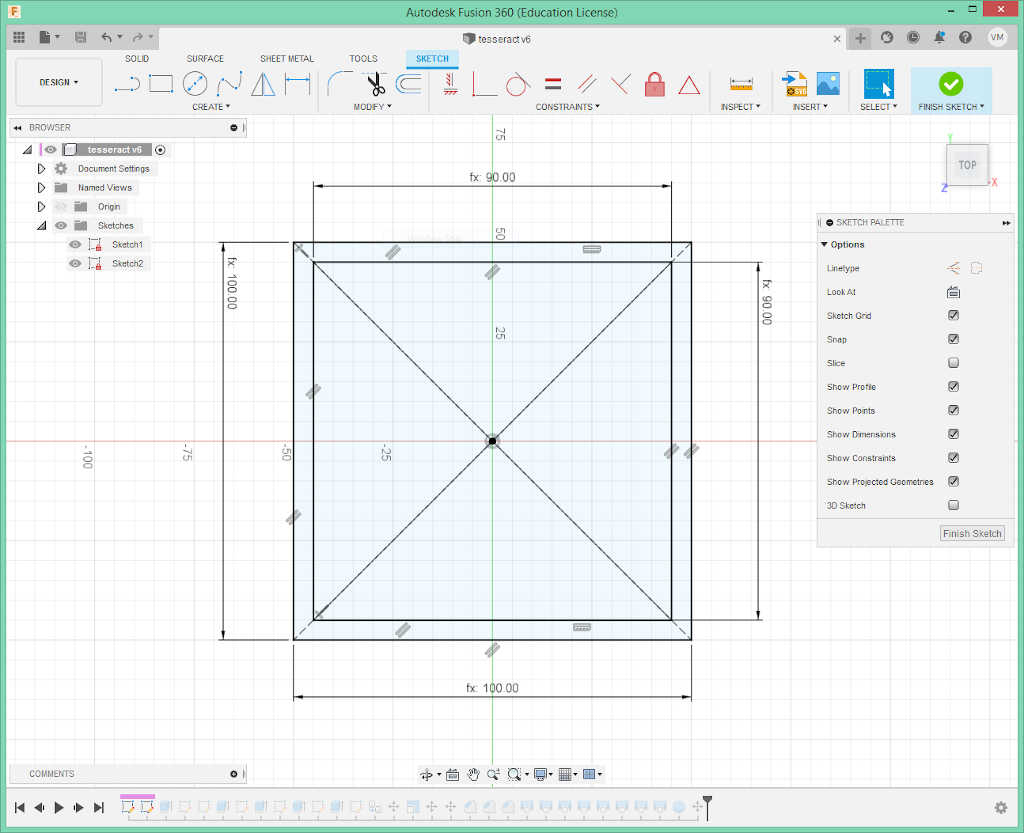 F
Autodesk Fusion 360 (Education License)
tesseract v6
VM
SOLID SURFACE SHEET METAL TOOLS SKETCH
DESIGN
CREATE MODIFY CONSTRAINTS INSPECT INSERT SELECT FINISH SKETCH
SVG
BROWSER
tesseract v6
Document Settings
Named Views
Origin
Sketches
Sketch1
Sketch2
75
fx: 90.00
50
fx: 100.00
fx: 90.00
25
-100
-75
-50
-25
fx: 100.00
Y
TOP
Z
X
SKETCH PALETTE
Options
Linetype
Look At
Sketch Grid
Snap
Slice
Show Profile
Show Points
Show Dimensions
Show Constraints
Show Projected Geometries
3D Sketch
Finish Sketch
COMMENTS